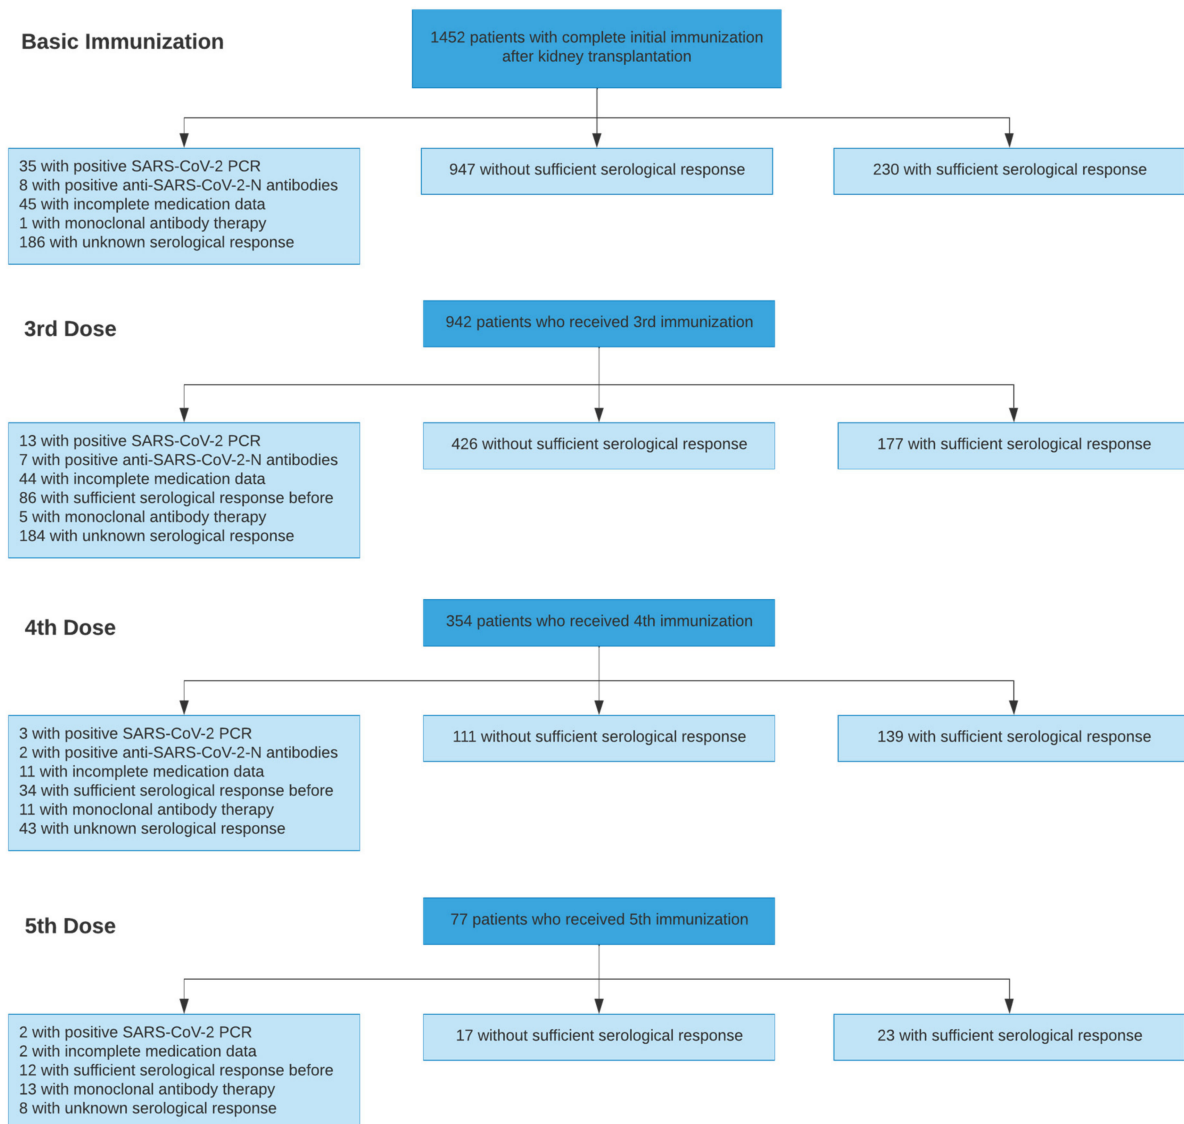 Basic Immunization
1452 patients with complete initial immunization
after kidney transplantation
35 with positive SARS-CoV-2 PCR
8 with positive anti-SARS-CoV-2-N antibodies
45 with incomplete medication data
1 with monoclonal antibody therapy
186 with unknown serological response
947 without sufficient serological response
230 with sufficient serological response
3rd Dose
942 patients who received 3rd immunization
13 with positive SARS-CoV-2 PCR
7 with positive anti-SARS-CoV-2-N antibodies
44 with incomplete medication data
86 with sufficient serological response before
5 with monoclonal antibody therapy
184 with unknown serological response
426 without sufficient serological response
177 with sufficient serological response
4th Dose
354 patients who received 4th immunization
3 with positive SARS-CoV-2 PCR
2 with positive anti-SARS-CoV-2-N antibodies
11 with incomplete medication data
34 with sufficient serological response before
11 with monoclonal antibody therapy
43 with unknown serological response
111 without sufficient serological response
139 with sufficient serological response
5th Dose
77 patients who received 5th immunization
2 with positive SARS-CoV-2 PCR
2 with incomplete medication data
12 with sufficient serological response before
13 with monoclonal antibody therapy
8 with unknown serological response
17 without sufficient serological response
23 with sufficient serological response